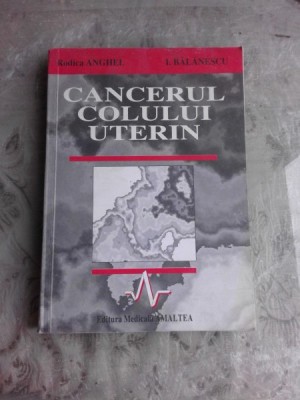 Rodica ANGHEL I. BĂLĂNESCU
CANCERUL
COLULUI
UTERIN
Editura Medicală AMALTEA